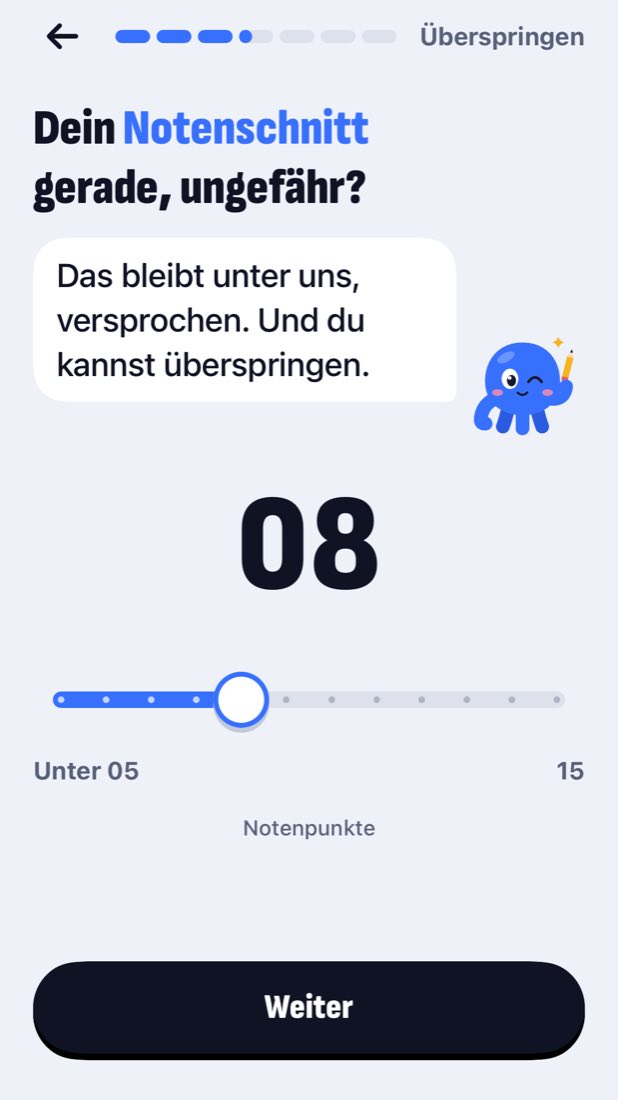 Überspringen
Dein Notenschnitt
gerade, ungefähr?
Das bleibt unter uns,
versprochen. Und du
kannst überspringen.
08
Unter 05
15
Notenpunkte
Weiter